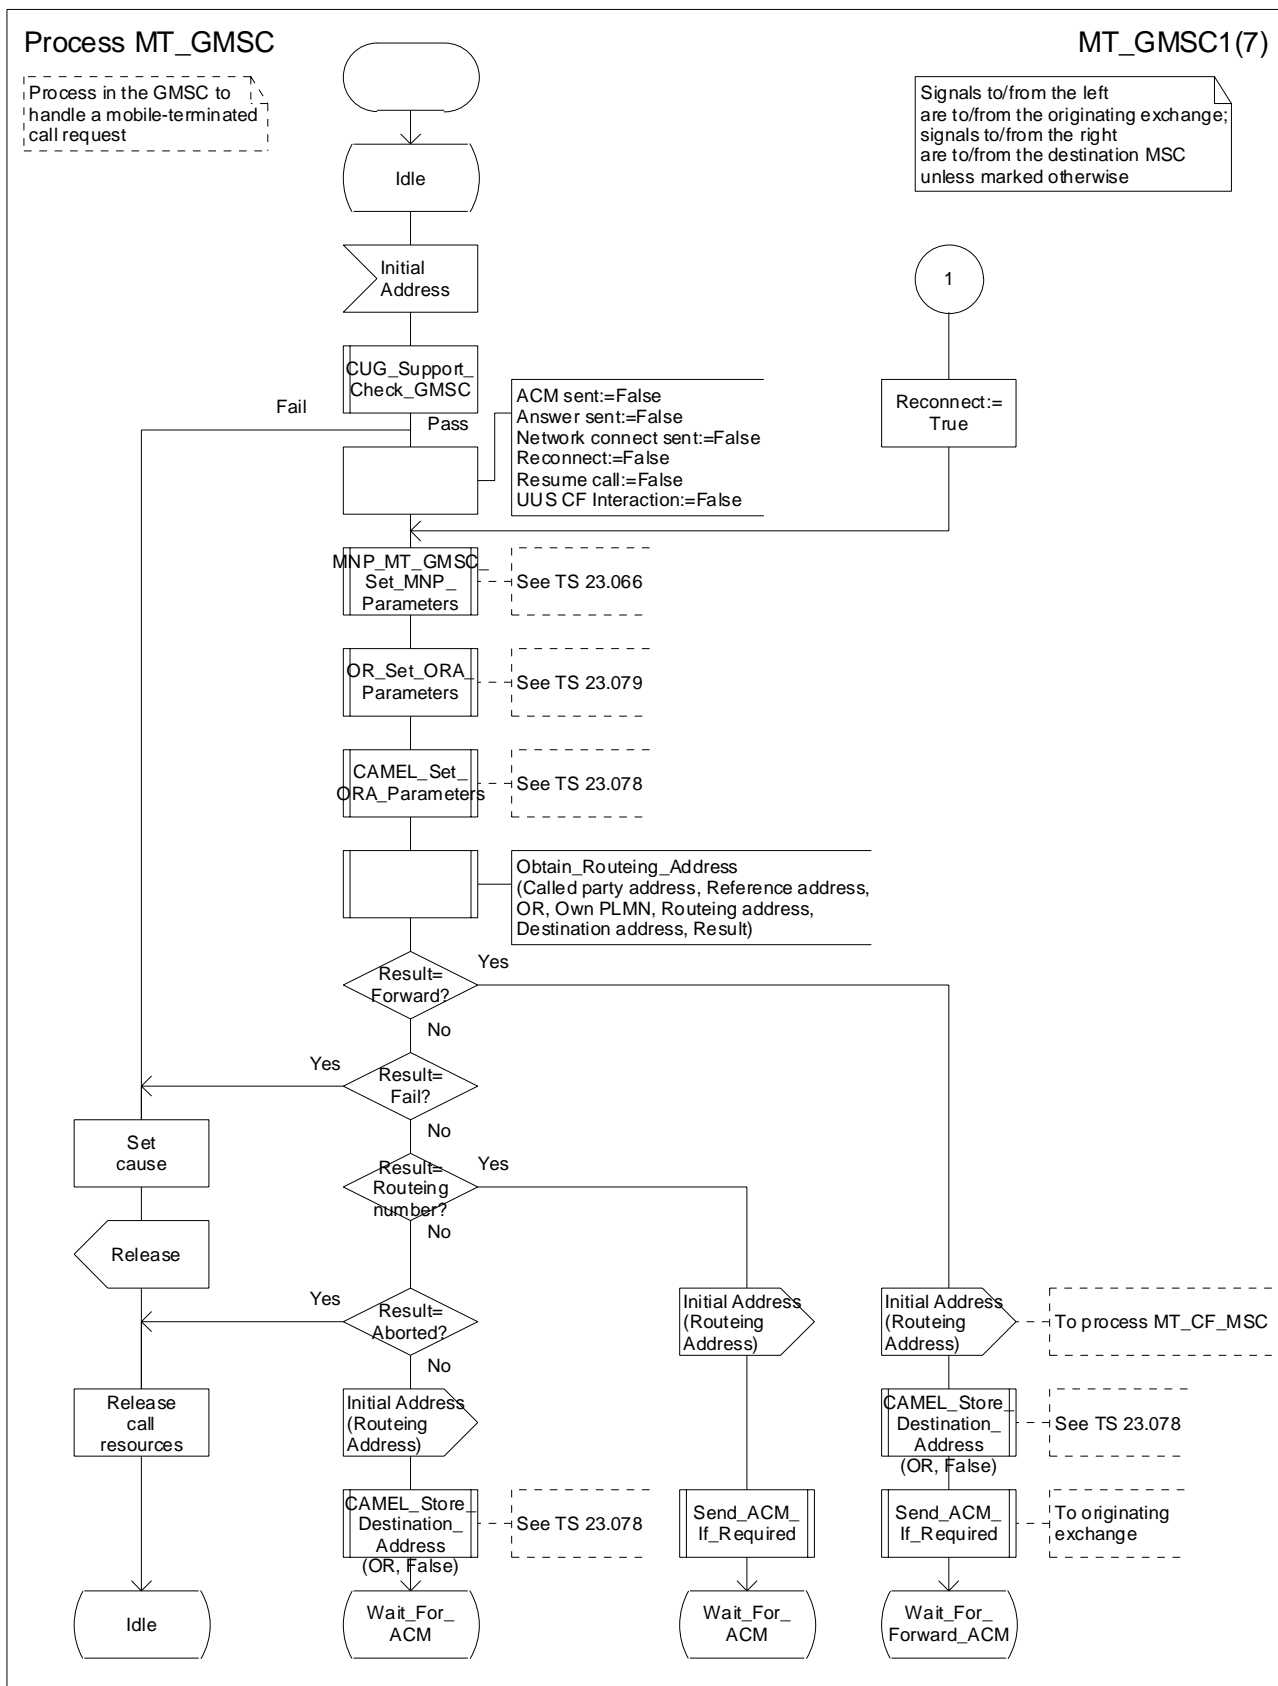 Process MT_GMSC
MT_GMSC1(7)
Process in the GMSC to
handle a mobile-terminated
call request
Signals to/from the left
are to/from the originating exchange;
signals to/from the right
are to/from the destination MSC
unless marked otherwise
Idle
Initial
Address
1
CUG_Support_
Check_GMSC
Fail
Pass
ACM sent:=False
Answer sent:=False
Network connect sent:=False
Reconnect:=False
Resume call:=False
UUS CF Interaction:=False
Reconnect:=
True
MNP_MT_GMSC_
Set_MNP_
Parameters
See TS 23.066
OR_Set_ORA_
Parameters
See TS 23.079
CAMEL_Set_
ORA_Parameters
See TS 23.078
Obtain_Routeing_Address
(Called party address, Reference address,
OR, Own PLMN, Routeing address,
Destination address, Result)
Result=
Forward?
Yes
No
Result=
Fail?
Yes
No
Set
cause
Result=
Routeing
number?
Yes
No
Release
Result=
Aborted?
Yes
No
Initial Address
(Routeing
Address)
Initial Address
(Routeing
Address)
To process MT_CF_MSC
Release
call
resources
Initial Address
(Routeing
Address)
CAMEL_Store_
Destination_
Address
(OR, False)
See TS 23.078
CAMEL_Store_
Destination_
Address
(OR, False)
See TS 23.078
Send_ACM_
If_Required
Send_ACM_
If_Required
To originating
exchange
Idle
Wait_For_
ACM
Wait_For_
ACM
Wait_For_
Forward_ACM